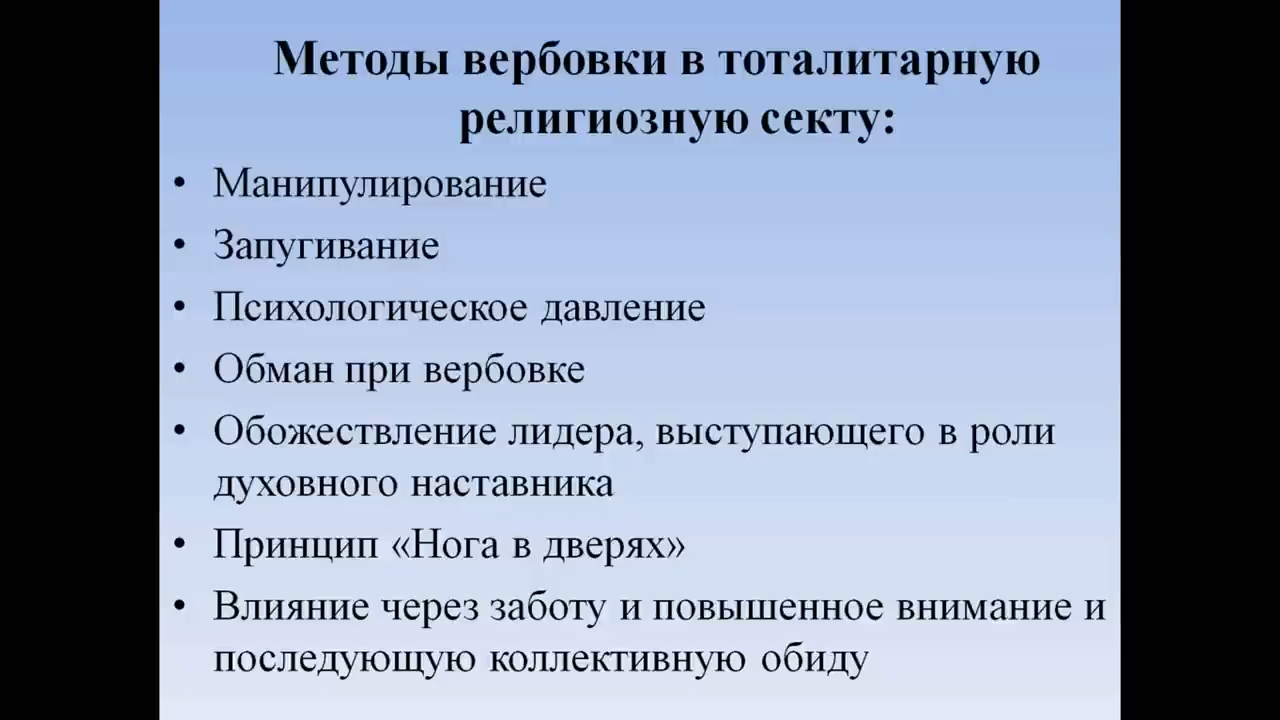 Методы вербовки в тоталитарную
религиозную секту:
• Манипулирование
• Запугивание
• Психологическое давление
• Обман при вербовке
• Обожествление лидера, выступающего в роли
духовного наставника
• Принцип «Нога в дверях»
• Влияние через заботу и повышенное внимание и
последующую коллективную обиду